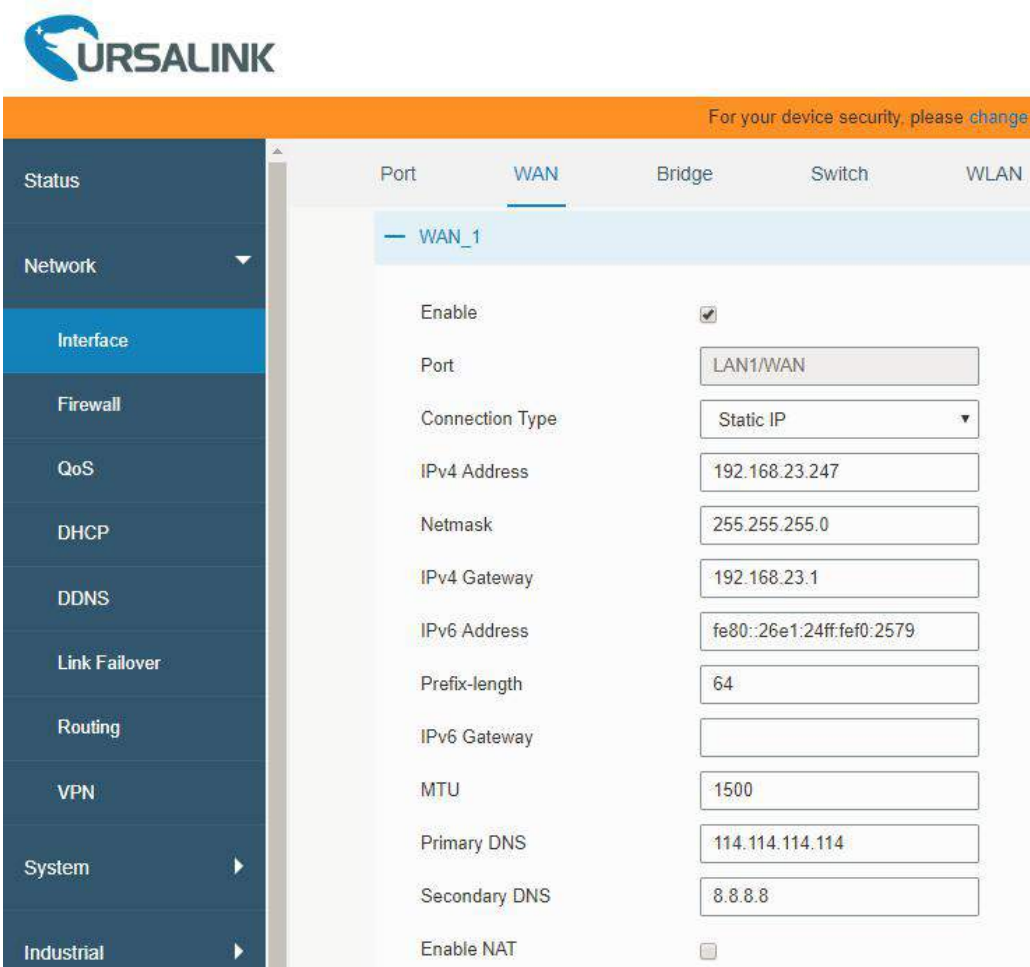 URSALINK
For your device security, please change
Status
Network
Interface
Firewall
QoS
DHCP
DDNS
Link Failover
Routing
VPN
System
Industrial
Port WAN Bridge Switch WLAN
WAN_1
Enable
Port LAN1/WAN
Connection Type Static IP
IPv4 Address 192.168.23.247
Netmask 255.255.255.0
IPv4 Gateway 192.168.23.1
IPv6 Address fe80::26e1:24ff:fef0:2579
Prefix-length 64
IPv6 Gateway
MTU 1500
Primary DNS 114.114.114.114
Secondary DNS 8.8.8.8
Enable NAT